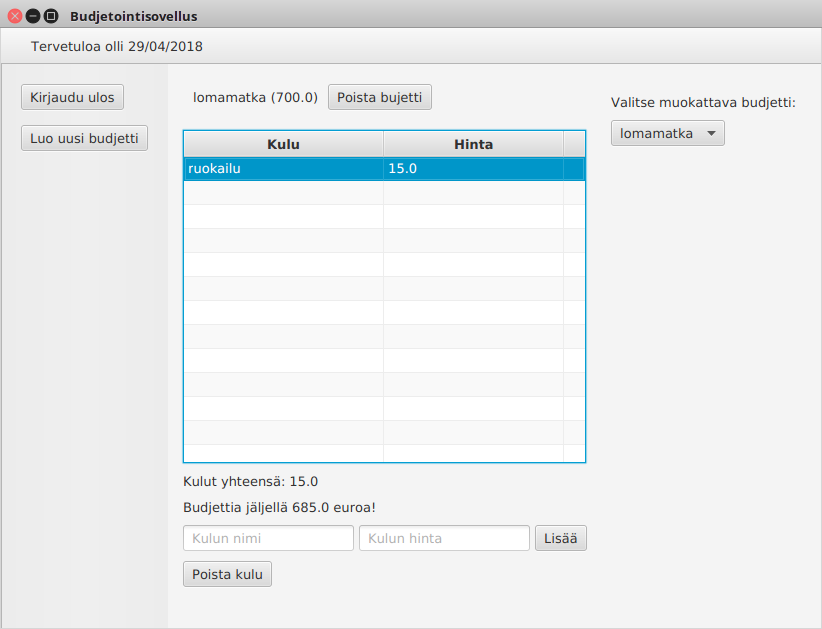 Budjetointisovellus
Tervetuloa olli 29/04/2018
Kirjaudu ulos
Luo uusi budjetti
lomamatka (700.0) Poista bujetti
Kulu Hinta
ruokailu 15.0
Kulut yhteensä: 15.0
Budjettia jäljellä 685.0 euroa!
Kulun nimi Kulun hinta Lisää
Poista kulu
Valitse muokattava budjetti:
lomamatka